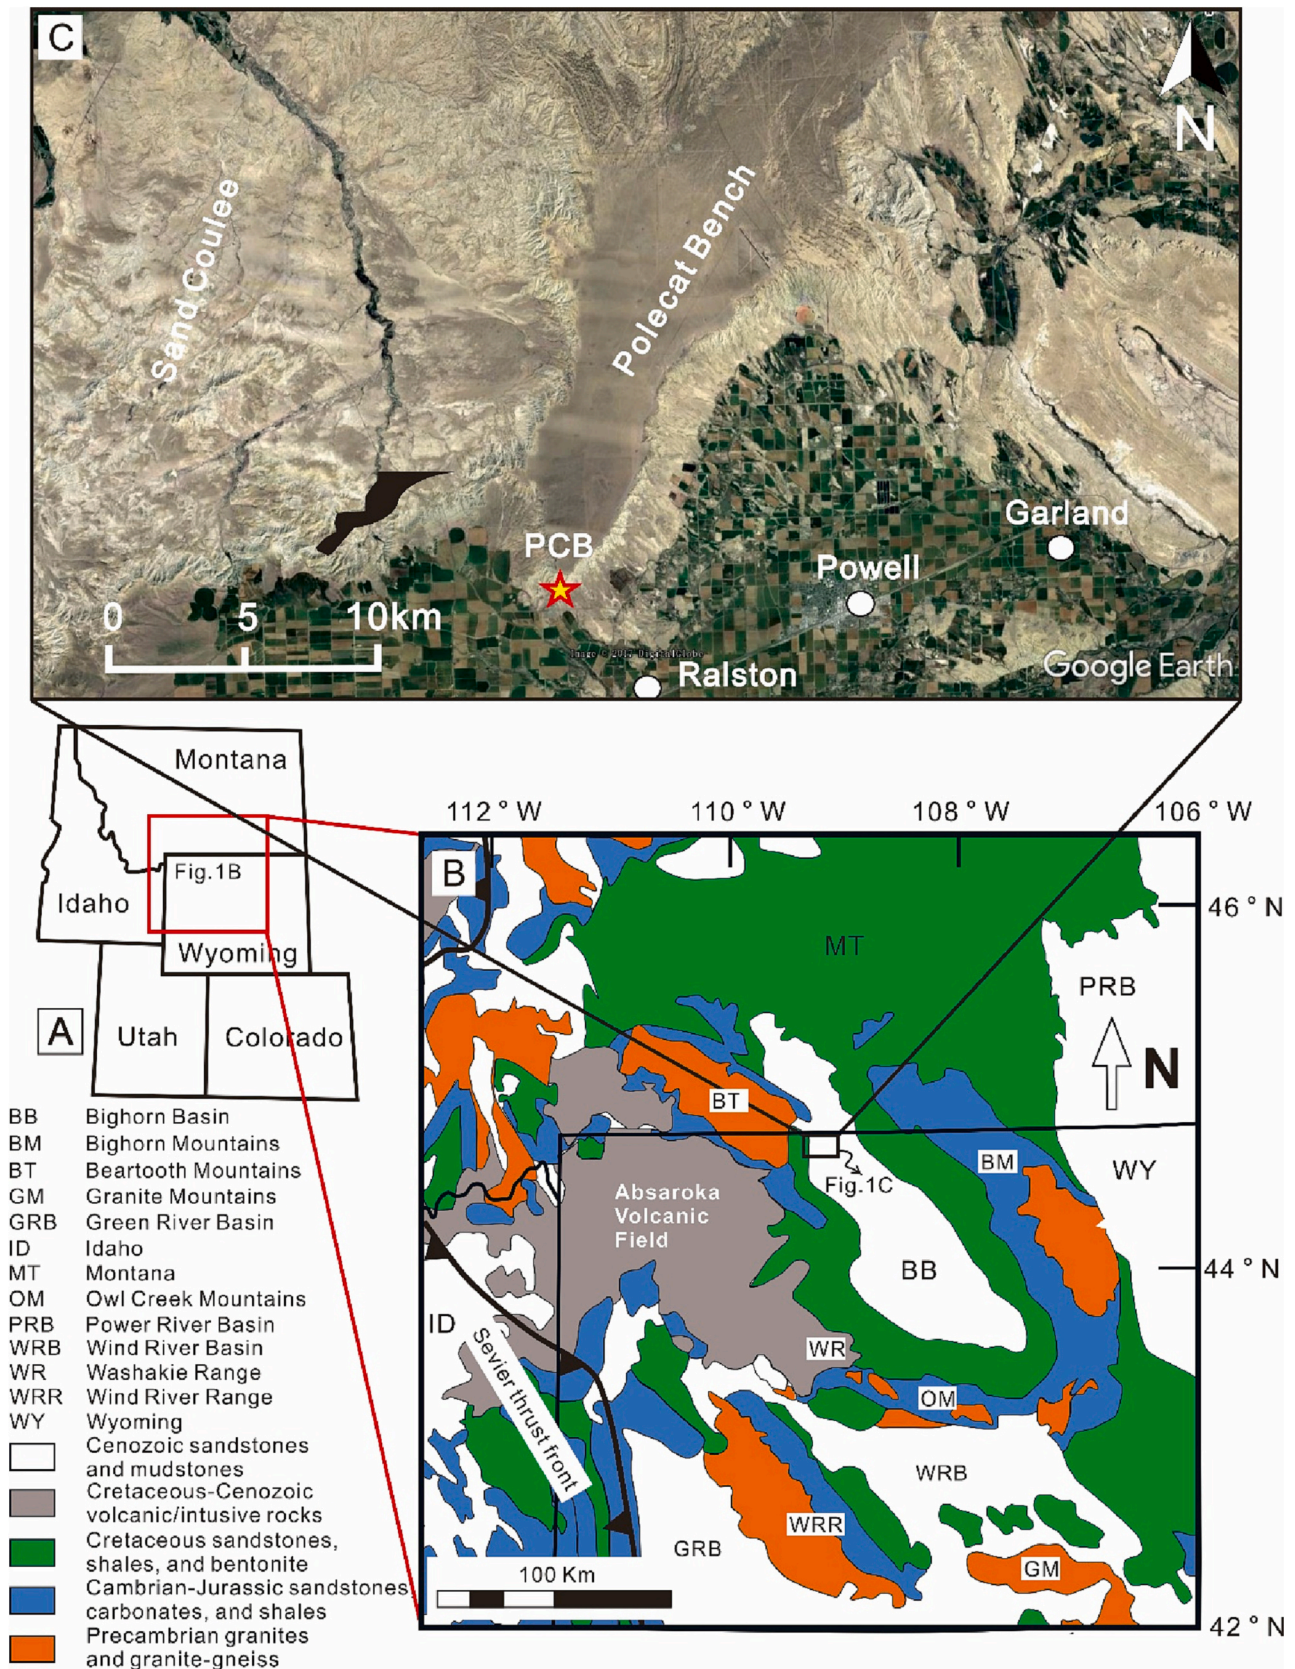 C
N
Sand Coulee
Polecat Bench
PCB
Garland
Powell
0 5 10km
Image © 2017 DigitalGlobe
Ralston
Google Earth
Montana
Fig.1B
Idaho
Wyoming
A
Utah
Colorado
112 ° W 110 ° W 108 ° W 106 ° W
B
46 ° N
MT
PRB
N
BT
BM
WY
Fig.1C
Absaroka
Volcanic
Field
BB
44 ° N
ID
Sevier thrust front
WR
OM
WRB
WRR
GRB
GM
100 Km
42 ° N
BB Bighorn Basin
BM Bighorn Mountains
BT Beartooth Mountains
GM Granite Mountains
GRB Green River Basin
ID Idaho
MT Montana
OM Owl Creek Mountains
PRB Power River Basin
WRB Wind River Basin
WR Washakie Range
WRR Wind River Range
WY Wyoming
Cenozoic sandstones
and mudstones
Cretaceous-Cenozoic
volcanic/intusive rocks
Cretaceous sandstones,
shales, and bentonite
Cambrian-Jurassic sandstones
carbonates, and shales
Precambrian granites
and granite-gneiss